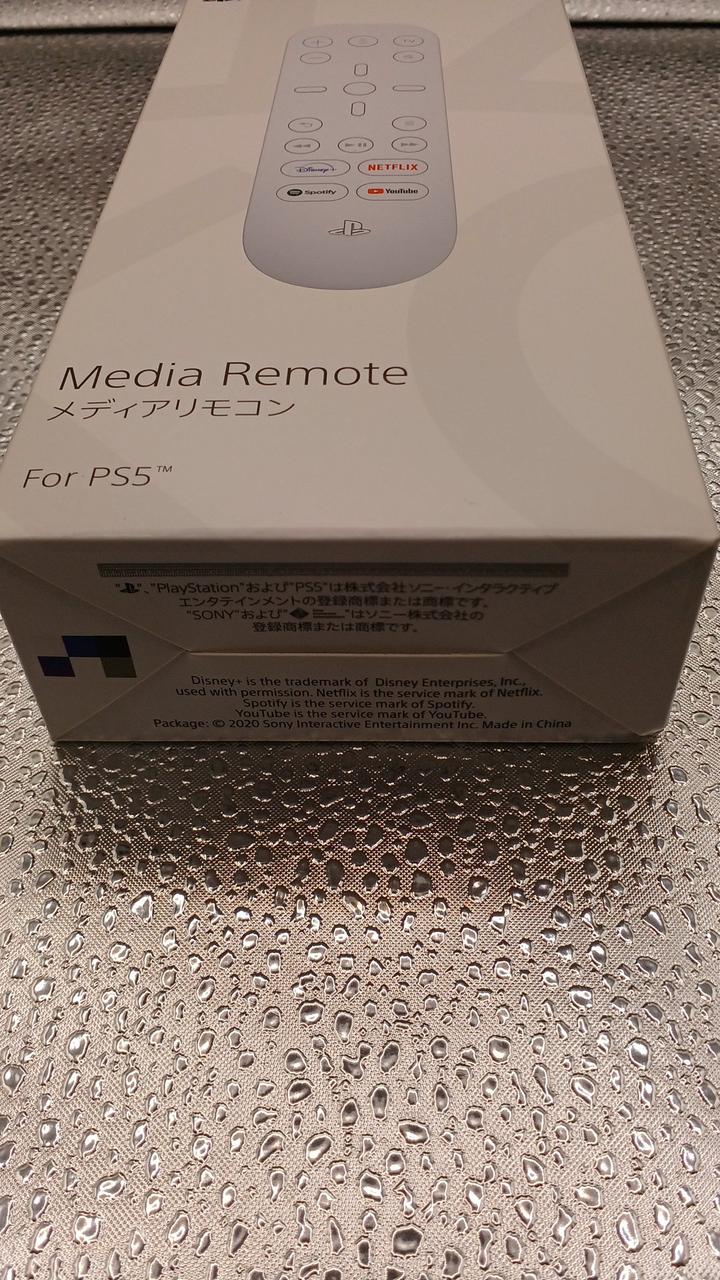 TV
Disney+ NETFLIX
Spotify YouTube
Media Remote
メディアリモコン
For PS5™
“ ”、“PlayStation”および“PS5”は株式会社ソニー・インタラクティブ
エンタテインメントの登録商標または商標です。
“SONY”および“ ”はソニー株式会社の
登録商標または商標です。
Disney+ is the trademark of Disney Enterprises, Inc.,
used with permission. Netflix is the service mark of Netflix.
Spotify is the service mark of Spotify.
YouTube is the service mark of YouTube.
Package: © 2020 Sony Interactive Entertainment Inc. Made in China